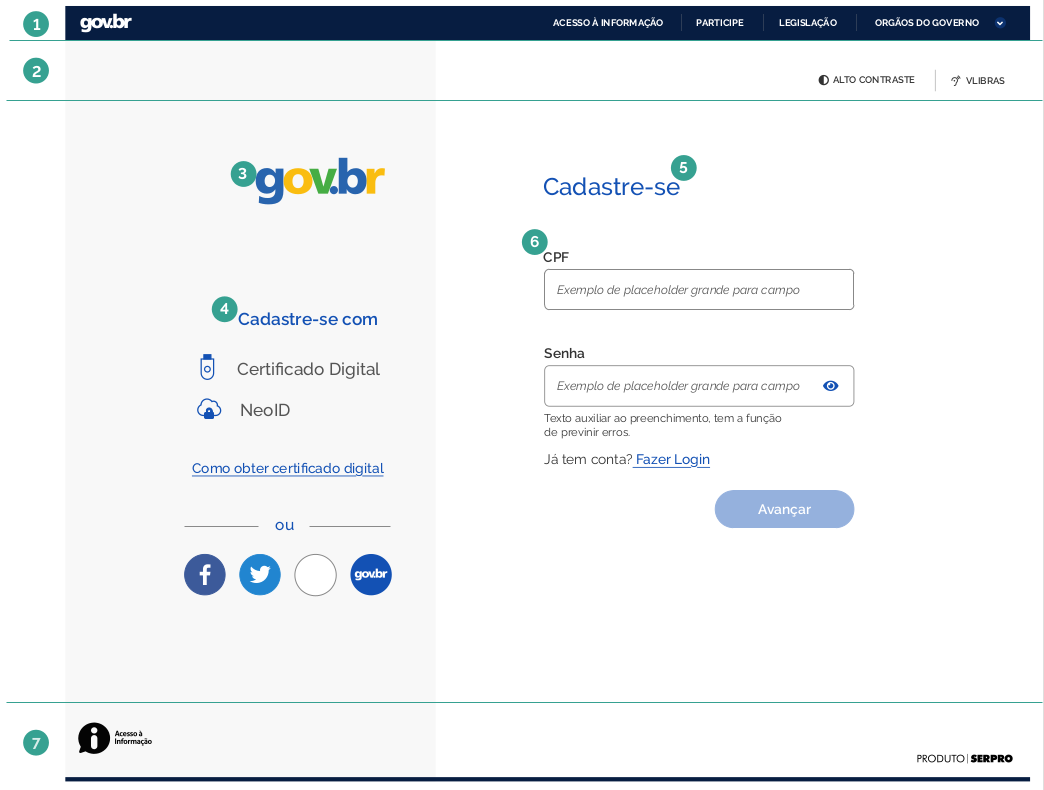 1
gov.br
ACESSO À INFORMAÇÃO
PARTICIPE
LEGISLAÇÃO
ORGÃOS DO GOVERNO
2
ALTO CONTRASTE
VLIBRAS
3
gov.br
4
Cadastre-se com
Certificado Digital
NeoID
Como obter certificado digital
ou
gov.br
5
Cadastre-se
6
CPF
Exemplo de placeholder grande para campo
Senha
Exemplo de placeholder grande para campo
Texto auxiliar ao preenchimento, tem a função
de previnir erros.
Já tem conta? Fazer Login
Avançar
7
Acesso à
Informação
PRODUTO | SERPRO